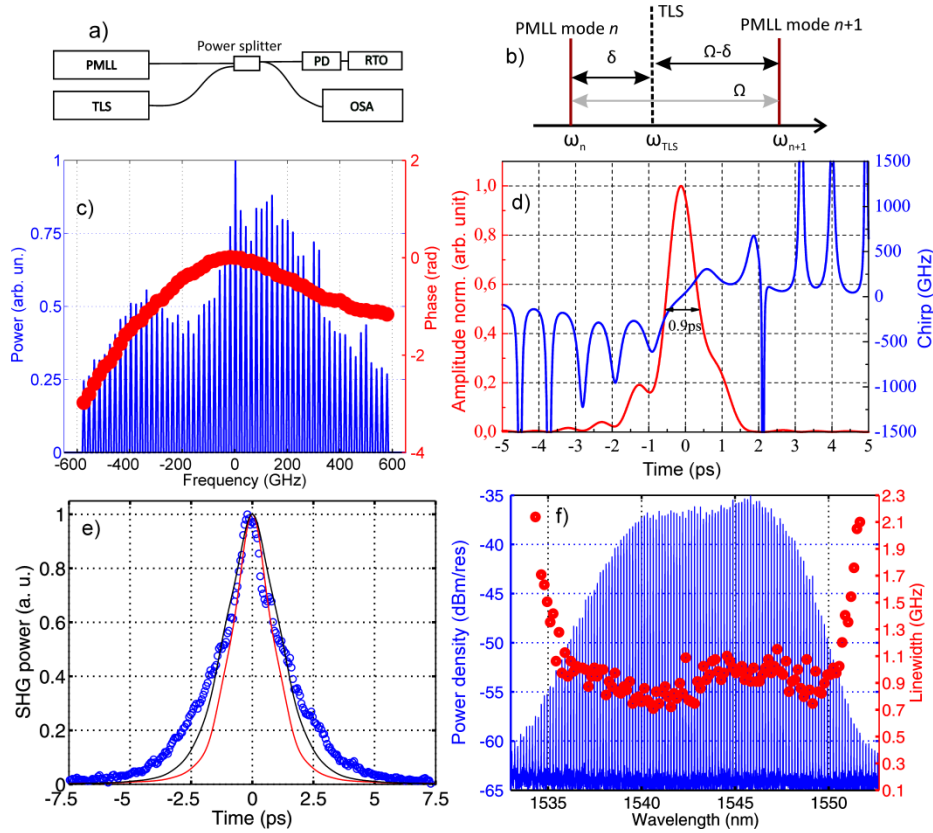 a)
Power splitter
PMLL
PD
RTO
TLS
OSA
b)
TLS
PMLL mode n
PMLL mode n+1
δ
Ω-δ
Ω
ω_n
ω_TLS
ω_n+1
c)
Power (arb. un.)
1
0.75
0.5
0.25
0
-600
-400
-200
0
200
400
600
Frequency (GHz)
2
0
-2
-4
Phase (rad)
d)
Amplitude norm. (arb. unit)
1,0
0,8
0,6
0,4
0,2
0,0
0.9ps
-5
-4
-3
-2
-1
0
1
2
3
4
5
Time (ps)
1500
1000
500
0
-500
-1000
-1500
Chirp (GHz)
e)
SHG power (a. u.)
1
0.8
0.6
0.4
0.2
0
-7.5
-5
-2.5
0
2.5
5
7.5
Time (ps)
f)
Power density (dBm/res)
-35
-40
-45
-50
-55
-60
-65
1535
1540
1545
1550
Wavelength (nm)
2.3
2.1
1.9
1.7
1.5
1.3
1.1
0.9
0.7
0.5
0.3
0.1
Linewidth (GHz)